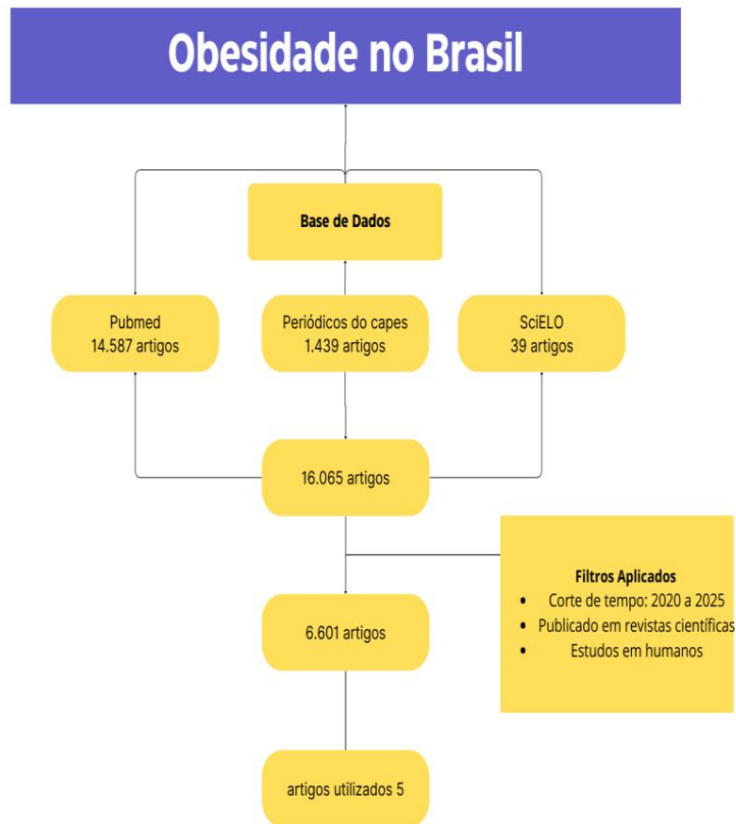 Obesidade no Brasil
Base de Dados
Pubmed
14.587 artigos
Periódicos do capes
1.439 artigos
SciELO
39 artigos
16.065 artigos
Filtros Aplicados
• Corte de tempo: 2020 a 2025
• Publicado em revistas científicas
• Estudos em humanos
6.601 artigos
artigos utilizados 5